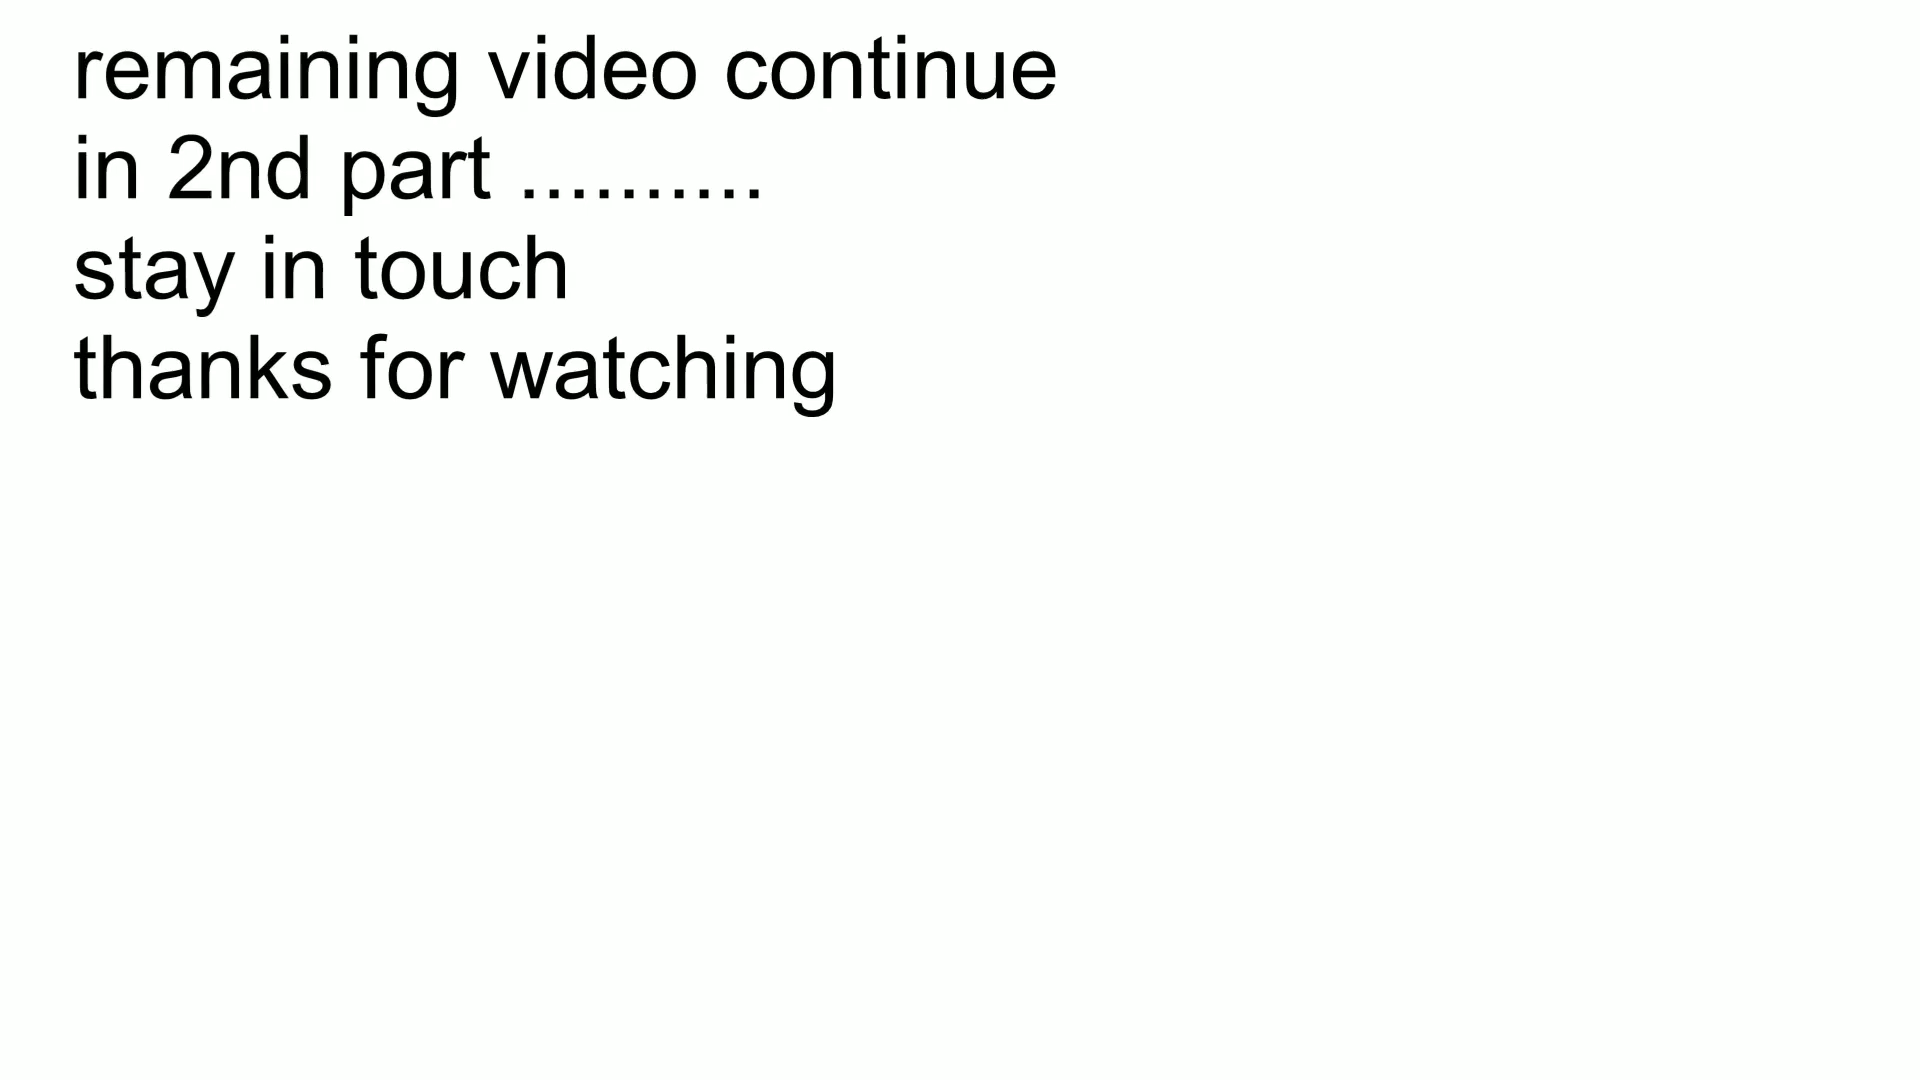 remaining video continue
in 2nd part ..........
stay in touch
thanks for watching